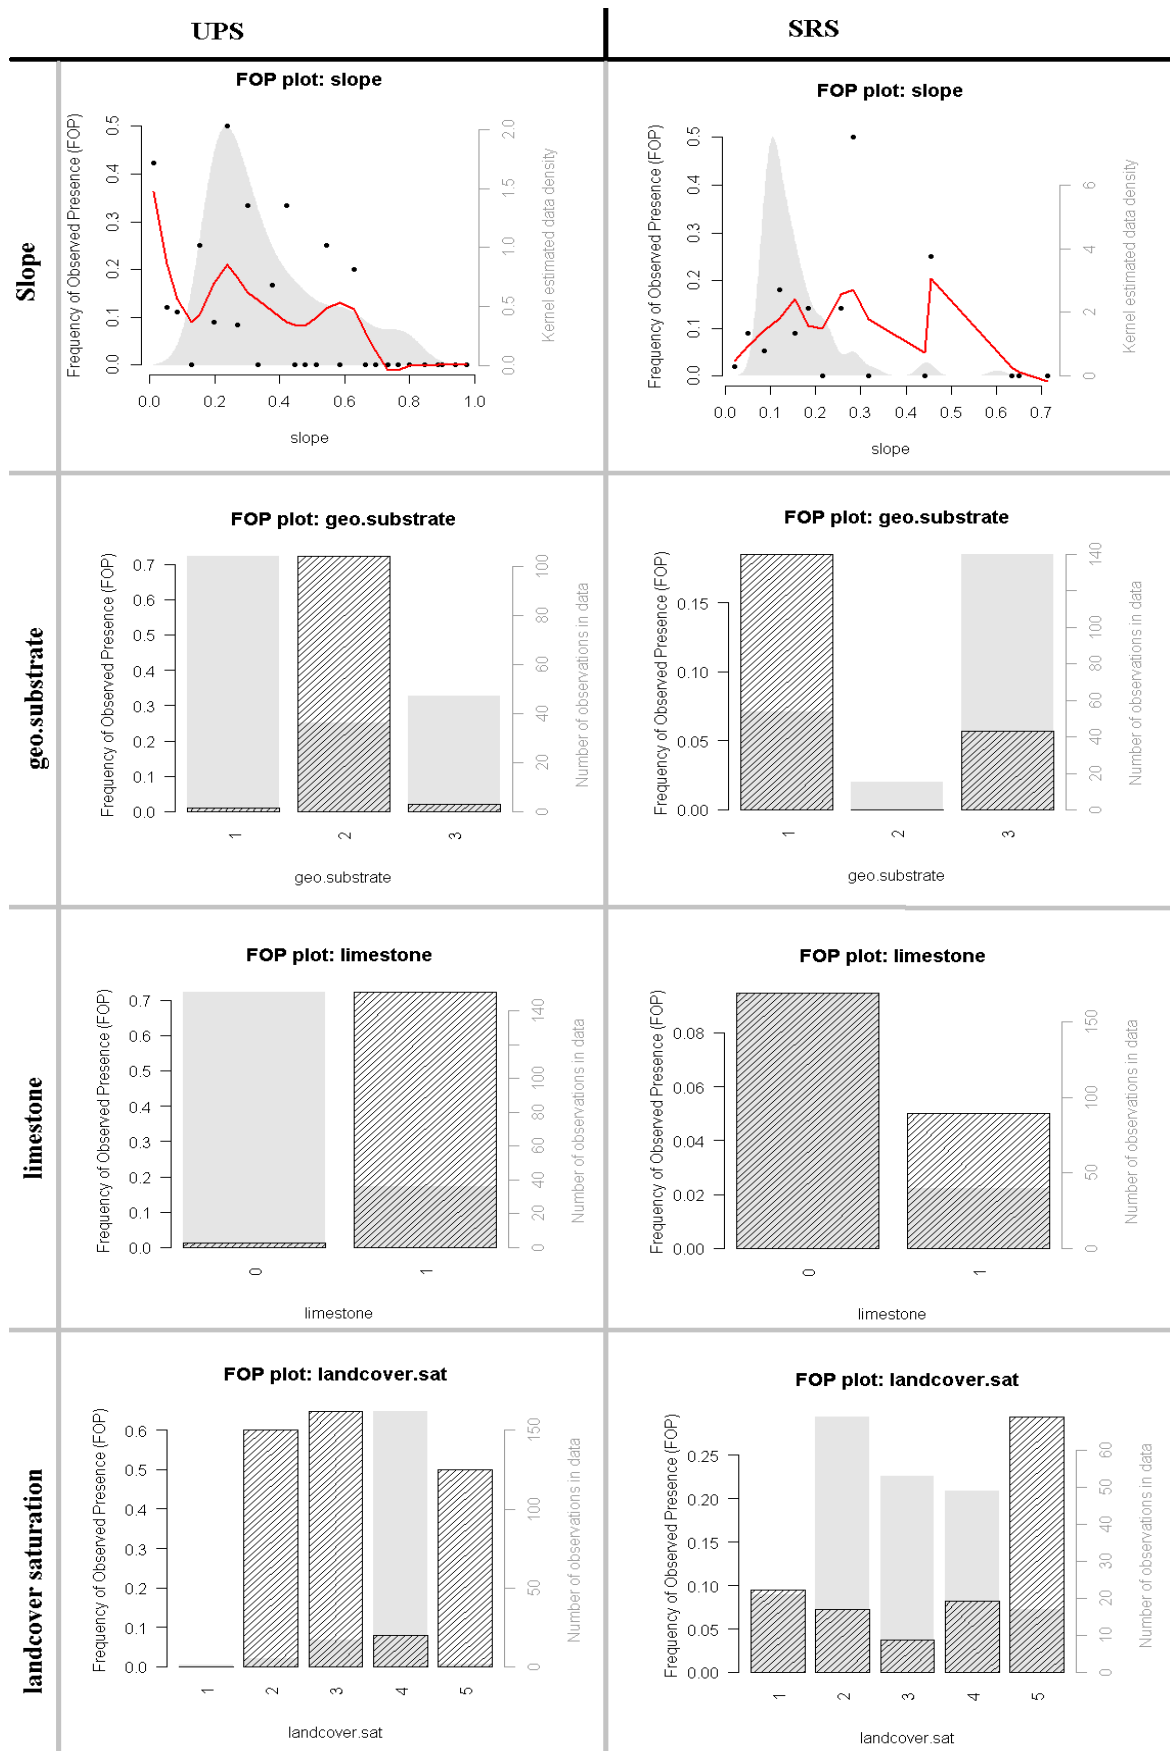 UPS
SRS
Slope
FOP plot: slope
Frequency of Observed Presence (FOP)
0.0 0.1 0.2 0.3 0.4 0.5
0.0 0.5 1.0 1.5 2.0
Kernel estimated data density
0.0 0.2 0.4 0.6 0.8 1.0
slope
FOP plot: slope
Frequency of Observed Presence (FOP)
0.0 0.1 0.2 0.3 0.4 0.5
0 2 4 6
Kernel estimated data density
0.0 0.1 0.2 0.3 0.4 0.5 0.6 0.7
slope
geo.substrate
FOP plot: geo.substrate
Frequency of Observed Presence (FOP)
0.7
0.6
0.5
0.4
0.3
0.2
0.1
0.0
0 20 40 60 80 100
Number of observations in data
1 2 3
geo.substrate
FOP plot: geo.substrate
Frequency of Observed Presence (FOP)
0.15
0.10
0.05
0.00
0 20 40 60 80 100 140
Number of observations in data
1 2 3
geo.substrate
limestone
FOP plot: limestone
Frequency of Observed Presence (FOP)
0.7
0.6
0.5
0.4
0.3
0.2
0.1
0.0
0 20 40 60 80 100 140
Number of observations in data
0 1
limestone
FOP plot: limestone
Frequency of Observed Presence (FOP)
0.08
0.06
0.04
0.02
0.00
0 50 100 150
Number of observations in data
0 1
limestone
landcover saturation
FOP plot: landcover.sat
Frequency of Observed Presence (FOP)
0.6
0.5
0.4
0.3
0.2
0.1
0.0
0 50 100 150
Number of observations in data
1 2 3 4 5
landcover.sat
FOP plot: landcover.sat
Frequency of Observed Presence (FOP)
0.25
0.20
0.15
0.10
0.05
0.00
0 10 20 30 40 50 60
Number of observations in data
1 2 3 4 5
landcover.sat